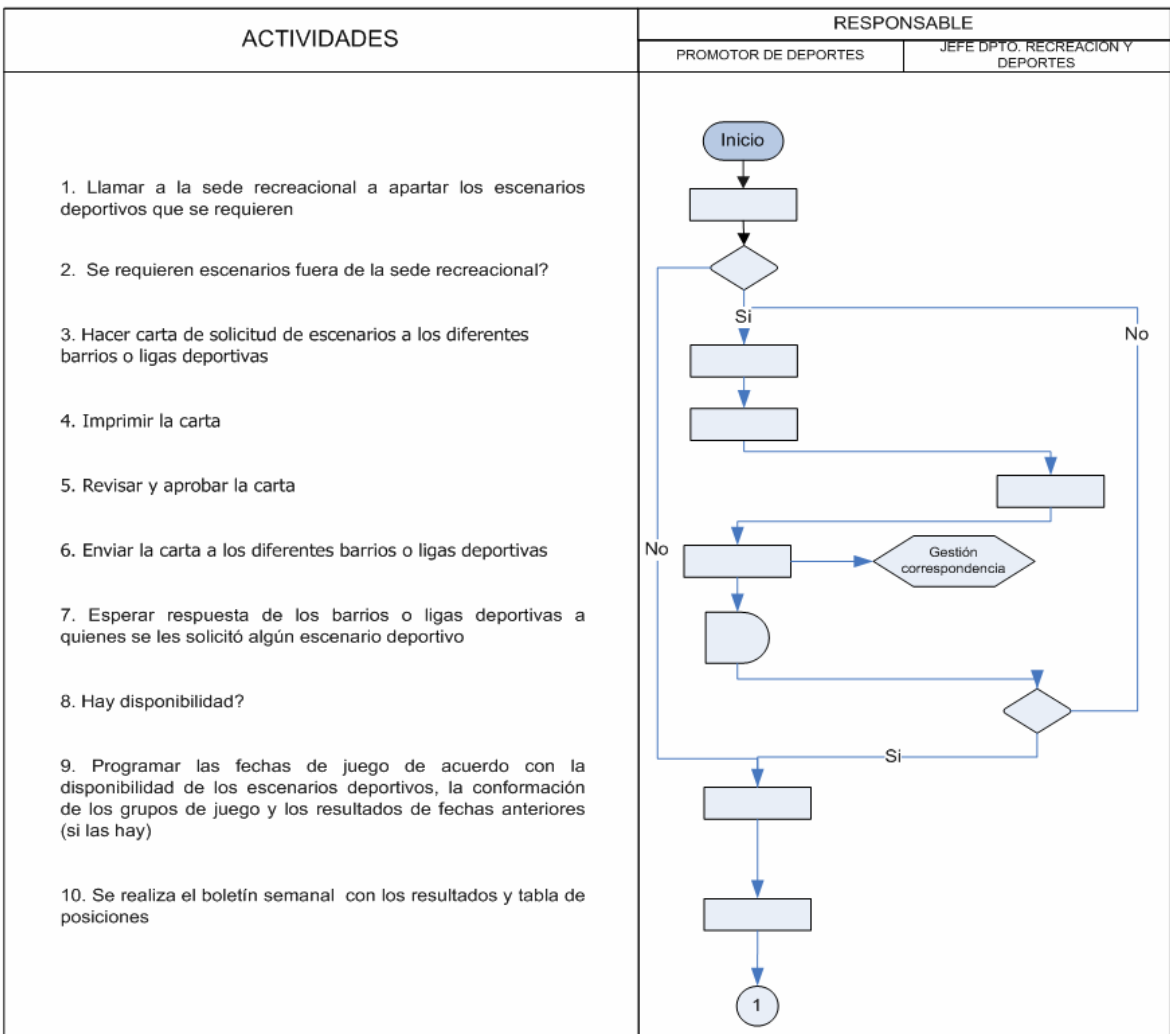 ACTIVIDADES
RESPONSABLE
PROMOTOR DE DEPORTES
JEFE DPTO. RECREACION Y
DEPORTES
Inicio
1. Llamar a la sede recreacional a apartar los escenarios
deportivos que se requieren
2. Se requieren escenarios fuera de la sede recreacional?
Si
No
3. Hacer carta de solicitud de escenarios a los diferentes
barrios o ligas deportivas
4. Imprimir la carta
5. Revisar y aprobar la carta
6. Enviar la carta a los diferentes barrios o ligas deportivas
No
Gestión
correspondencia
7. Esperar respuesta de los barrios o ligas deportivas a
quienes se les solicitó algún escenario deportivo
8. Hay disponibilidad?
Si
9. Programar las fechas de juego de acuerdo con la
disponibilidad de los escenarios deportivos, la conformación
de los grupos de juego y los resultados de fechas anteriores
(si las hay)
10. Se realiza el boletín semanal con los resultados y tabla de
posiciones
1